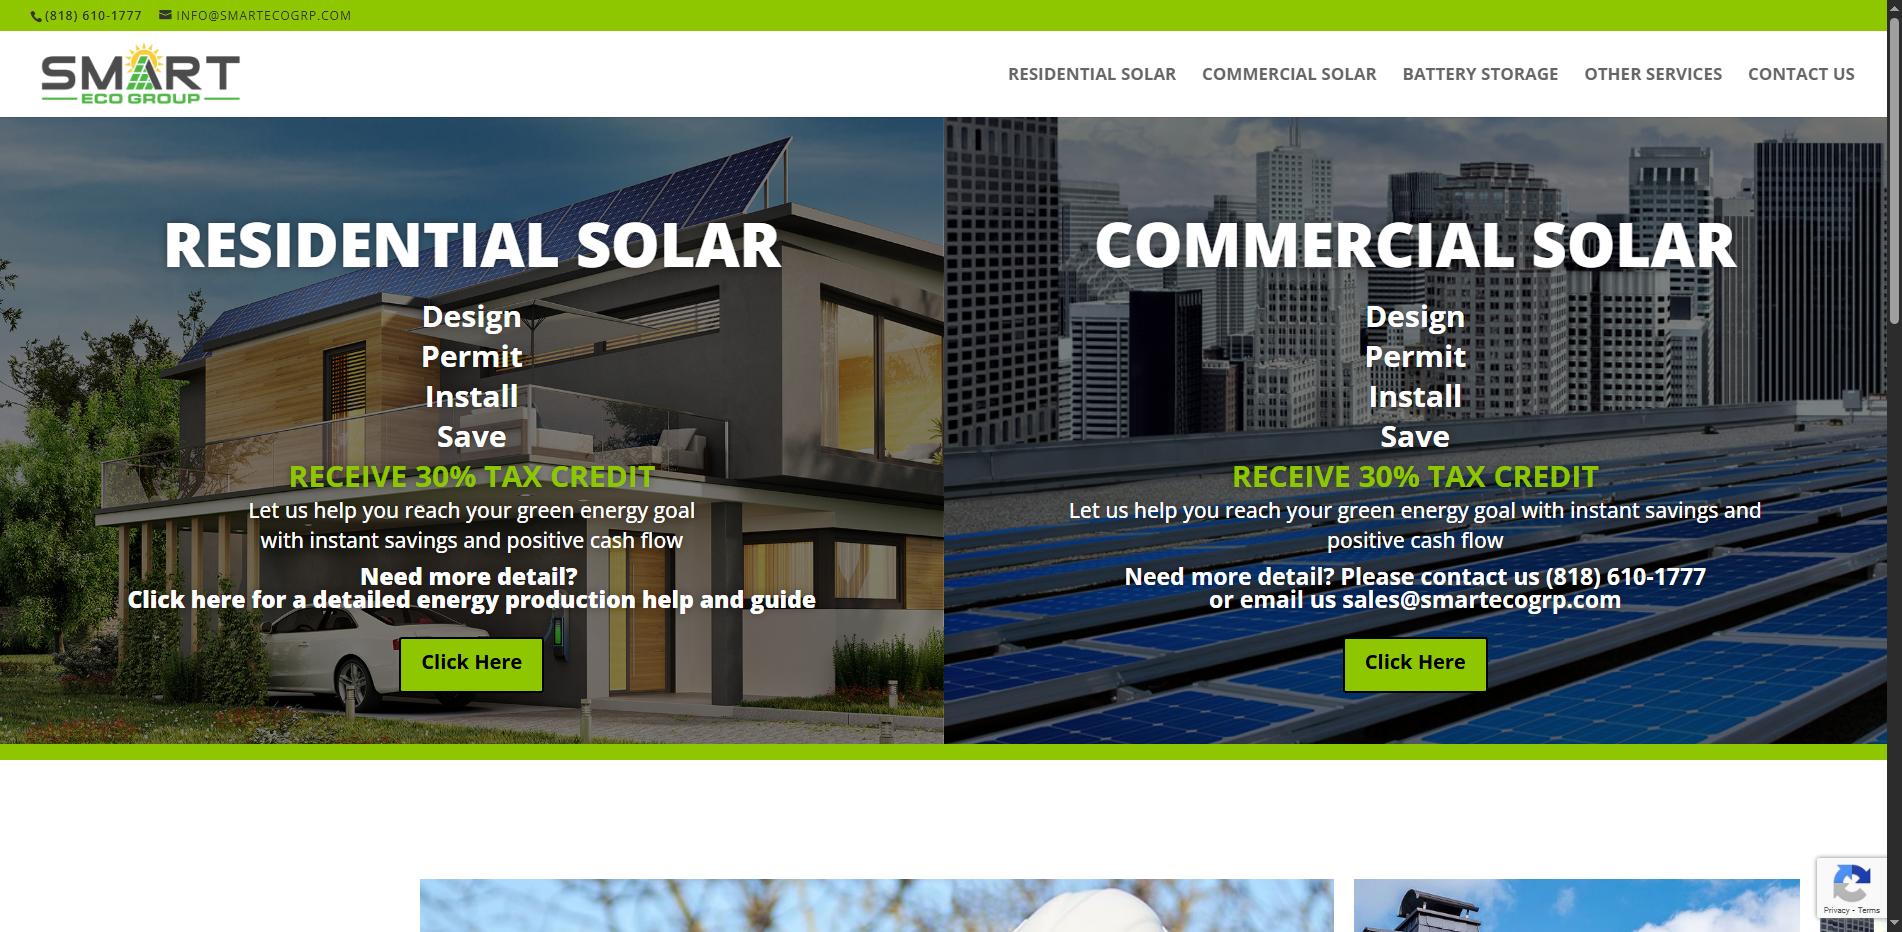 (818) 610-1777
INFO@SMARTECOGRP.COM
SMART
ECO GROUP
RESIDENTIAL SOLAR
COMMERCIAL SOLAR
BATTERY STORAGE
OTHER SERVICES
CONTACT US
RESIDENTIAL SOLAR
Design
Permit
Install
Save
RECEIVE 30% TAX CREDIT
Let us help you reach your green energy goal
with instant savings and positive cash flow
Need more detail?
Click here for a detailed energy production help and guide
Click Here
COMMERCIAL SOLAR
Design
Permit
Install
Save
RECEIVE 30% TAX CREDIT
Let us help you reach your green energy goal with instant savings and
positive cash flow
Need more detail? Please contact us (818) 610-1777
or email us sales@smartecogrp.com
Click Here
Privacy - Terms